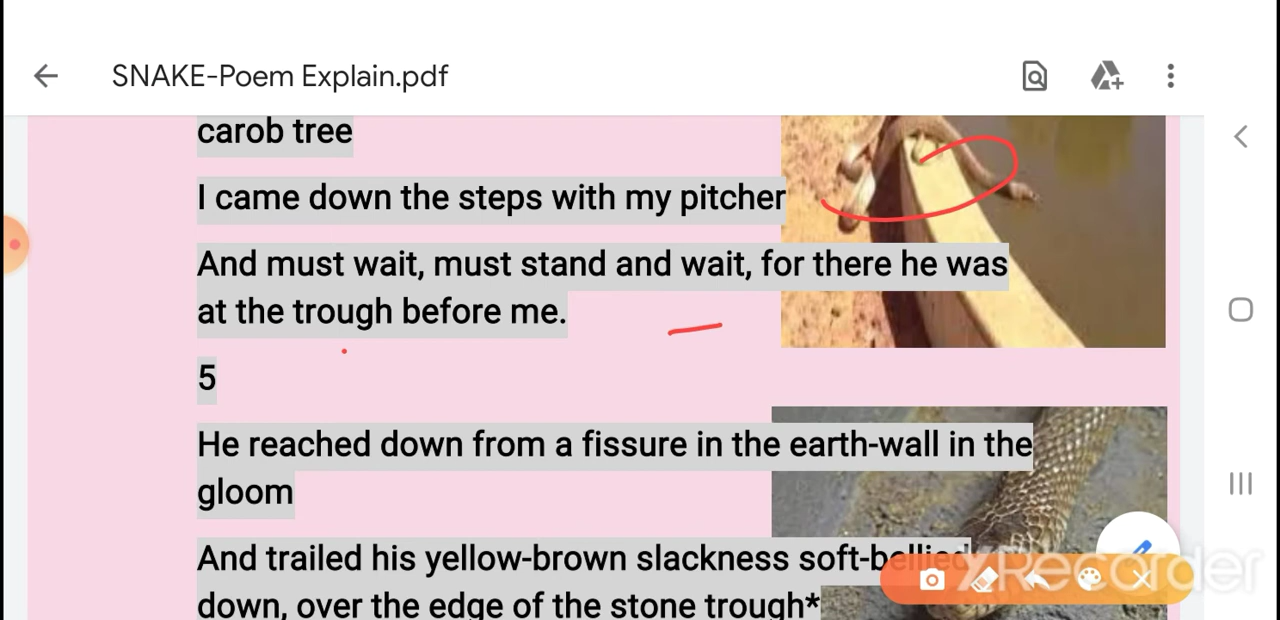 SNAKE-Poem Explain.pdf
carob tree
I came down the steps with my pitcher
And must wait, must stand and wait, for there he was
at the trough before me.
5
He reached down from a fissure in the earth-wall in the
gloom
And trailed his yellow-brown slackness soft-bellied
down, over the edge of the stone trough*
XRecorder